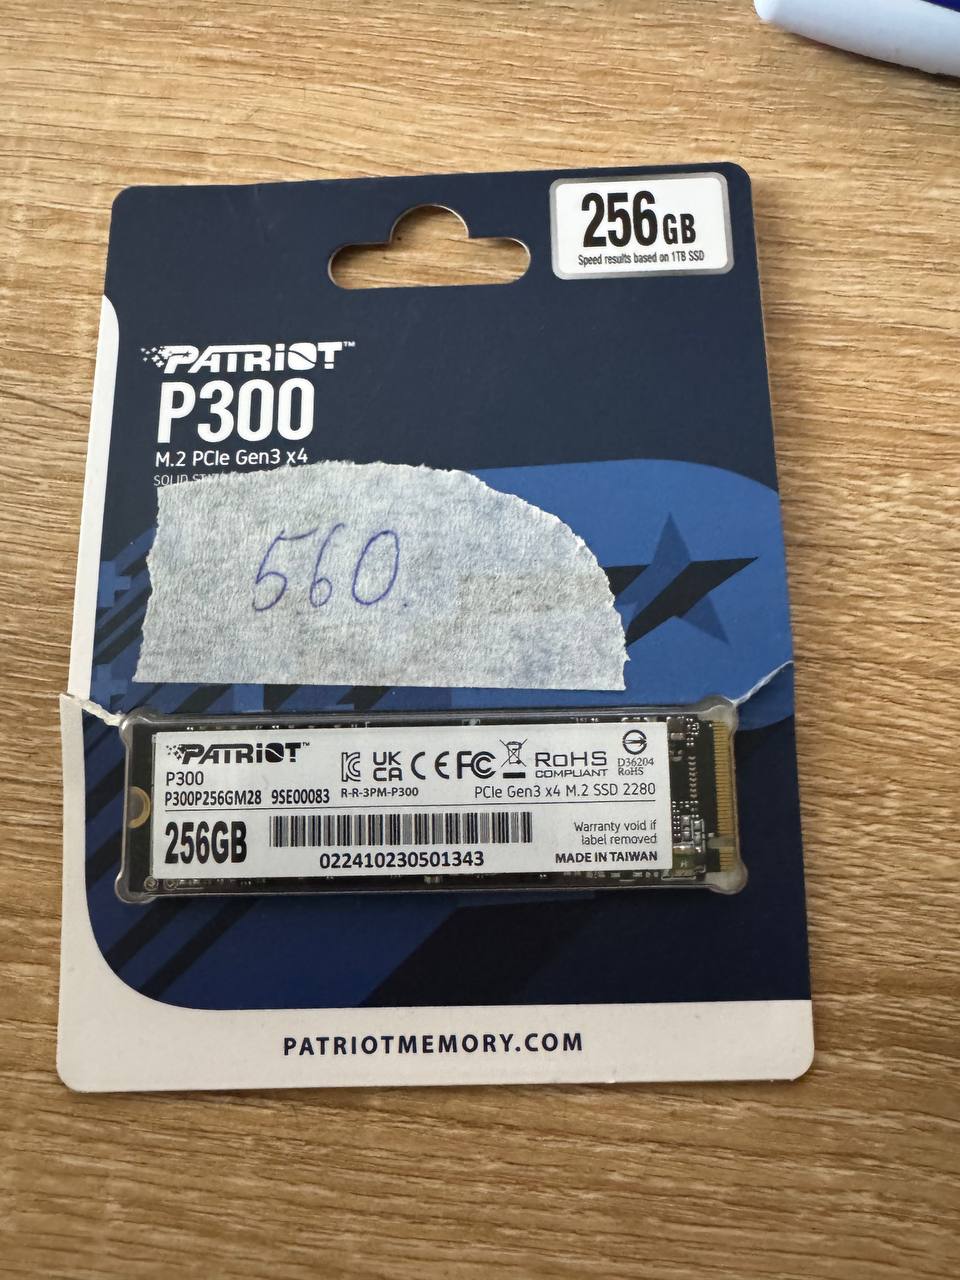 256GB
Speed results based on 1TB SSD
PATRIOT™
P300
M.2 PCIe Gen3 x4
560
PATRIOT™
P300
P300P256GM28 9SE00083
256GB
UK
CA
CE FC
R-R-3PM-P300
RoHS
COMPLIANT
D36204
RoHS
PCIe Gen3 x4 M.2 SSD 2280
022410230501343
Warranty void if
label removed
MADE IN TAIWAN
PATRIOTMEMORY.COM